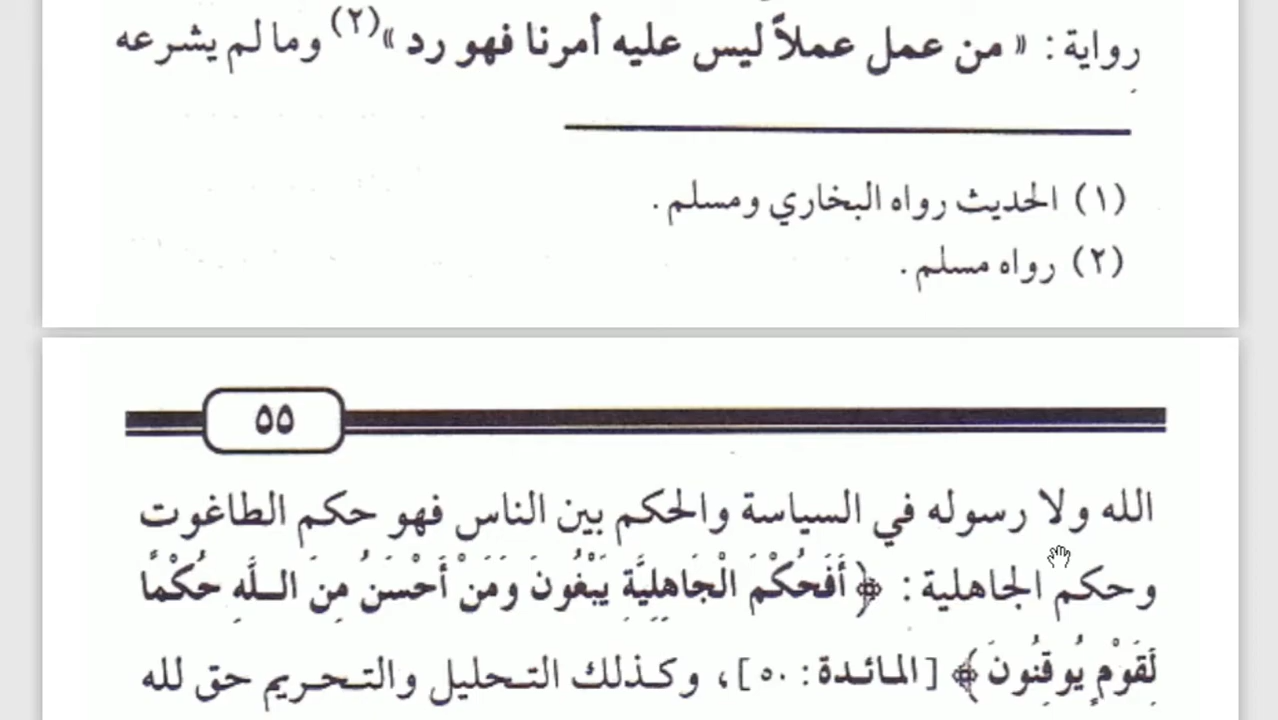 رواية : « من عمل عملاً ليس عليه أمرنا فهو رد »(٢) وما لم يشرعه
(١) الحديث رواه البخاري ومسلم .
(٢) رواه مسلم .
٥٥
الله ولا رسوله في السياسة والحكم بين الناس فهو حكم الطاغوت
وحكم الجاهلية : ﴿ أَفَحُكْمَ الْجَاهِلِيَّةِ يَبْغُونَ وَمَنْ أَحْسَنُ مِنَ اللَّهِ حُكْمًا
لِّقَوْمٍ يُوقِنُونَ ﴾ [ المائدة : ٥٠ ] ، وكذلك التحليل والتحريم حق لله